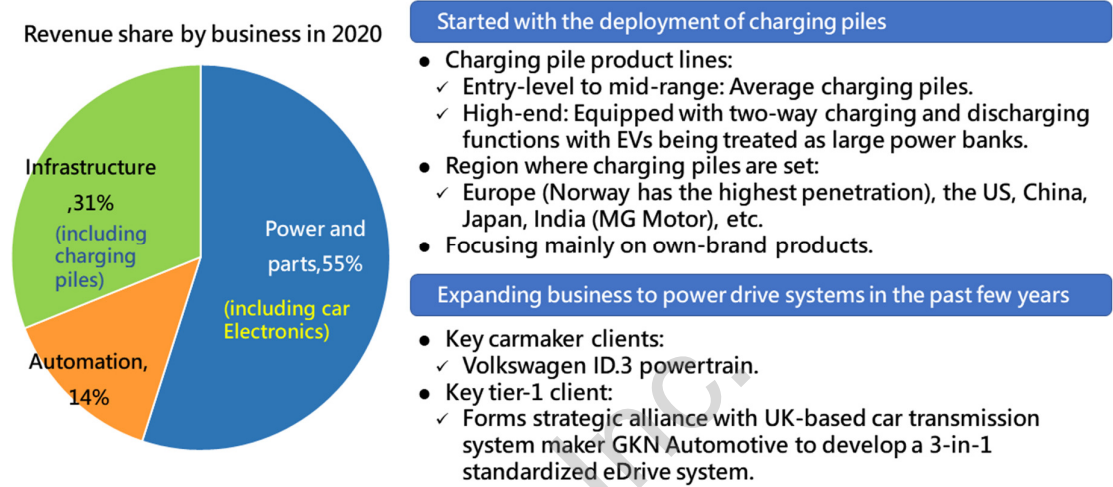 Revenue share by business in 2020
Infrastructure
,31%
(including
charging
piles)
Power and
parts,55%
(including car
Electronics)
Automation,
14%
Started with the deployment of charging piles
● Charging pile product lines:
✓ Entry-level to mid-range: Average charging piles.
✓ High-end: Equipped with two-way charging and discharging
functions with EVs being treated as large power banks.
● Region where charging piles are set:
✓ Europe (Norway has the highest penetration), the US, China,
Japan, India (MG Motor), etc.
● Focusing mainly on own-brand products.
Expanding business to power drive systems in the past few years
● Key carmaker clients:
✓ Volkswagen ID.3 powertrain.
● Key tier-1 client:
✓ Forms strategic alliance with UK-based car transmission
system maker GKN Automotive to develop a 3-in-1
standardized eDrive system.
Inc.